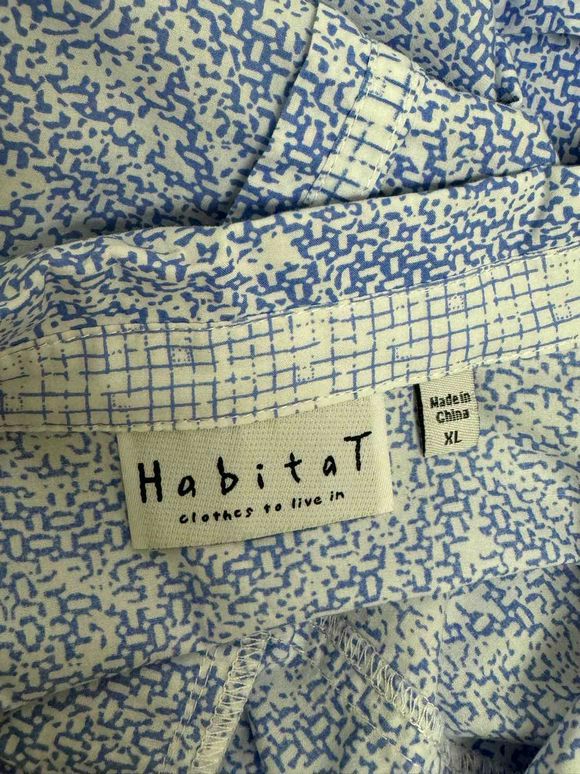 HabitaT
clothes to live in
Made in
China
XL